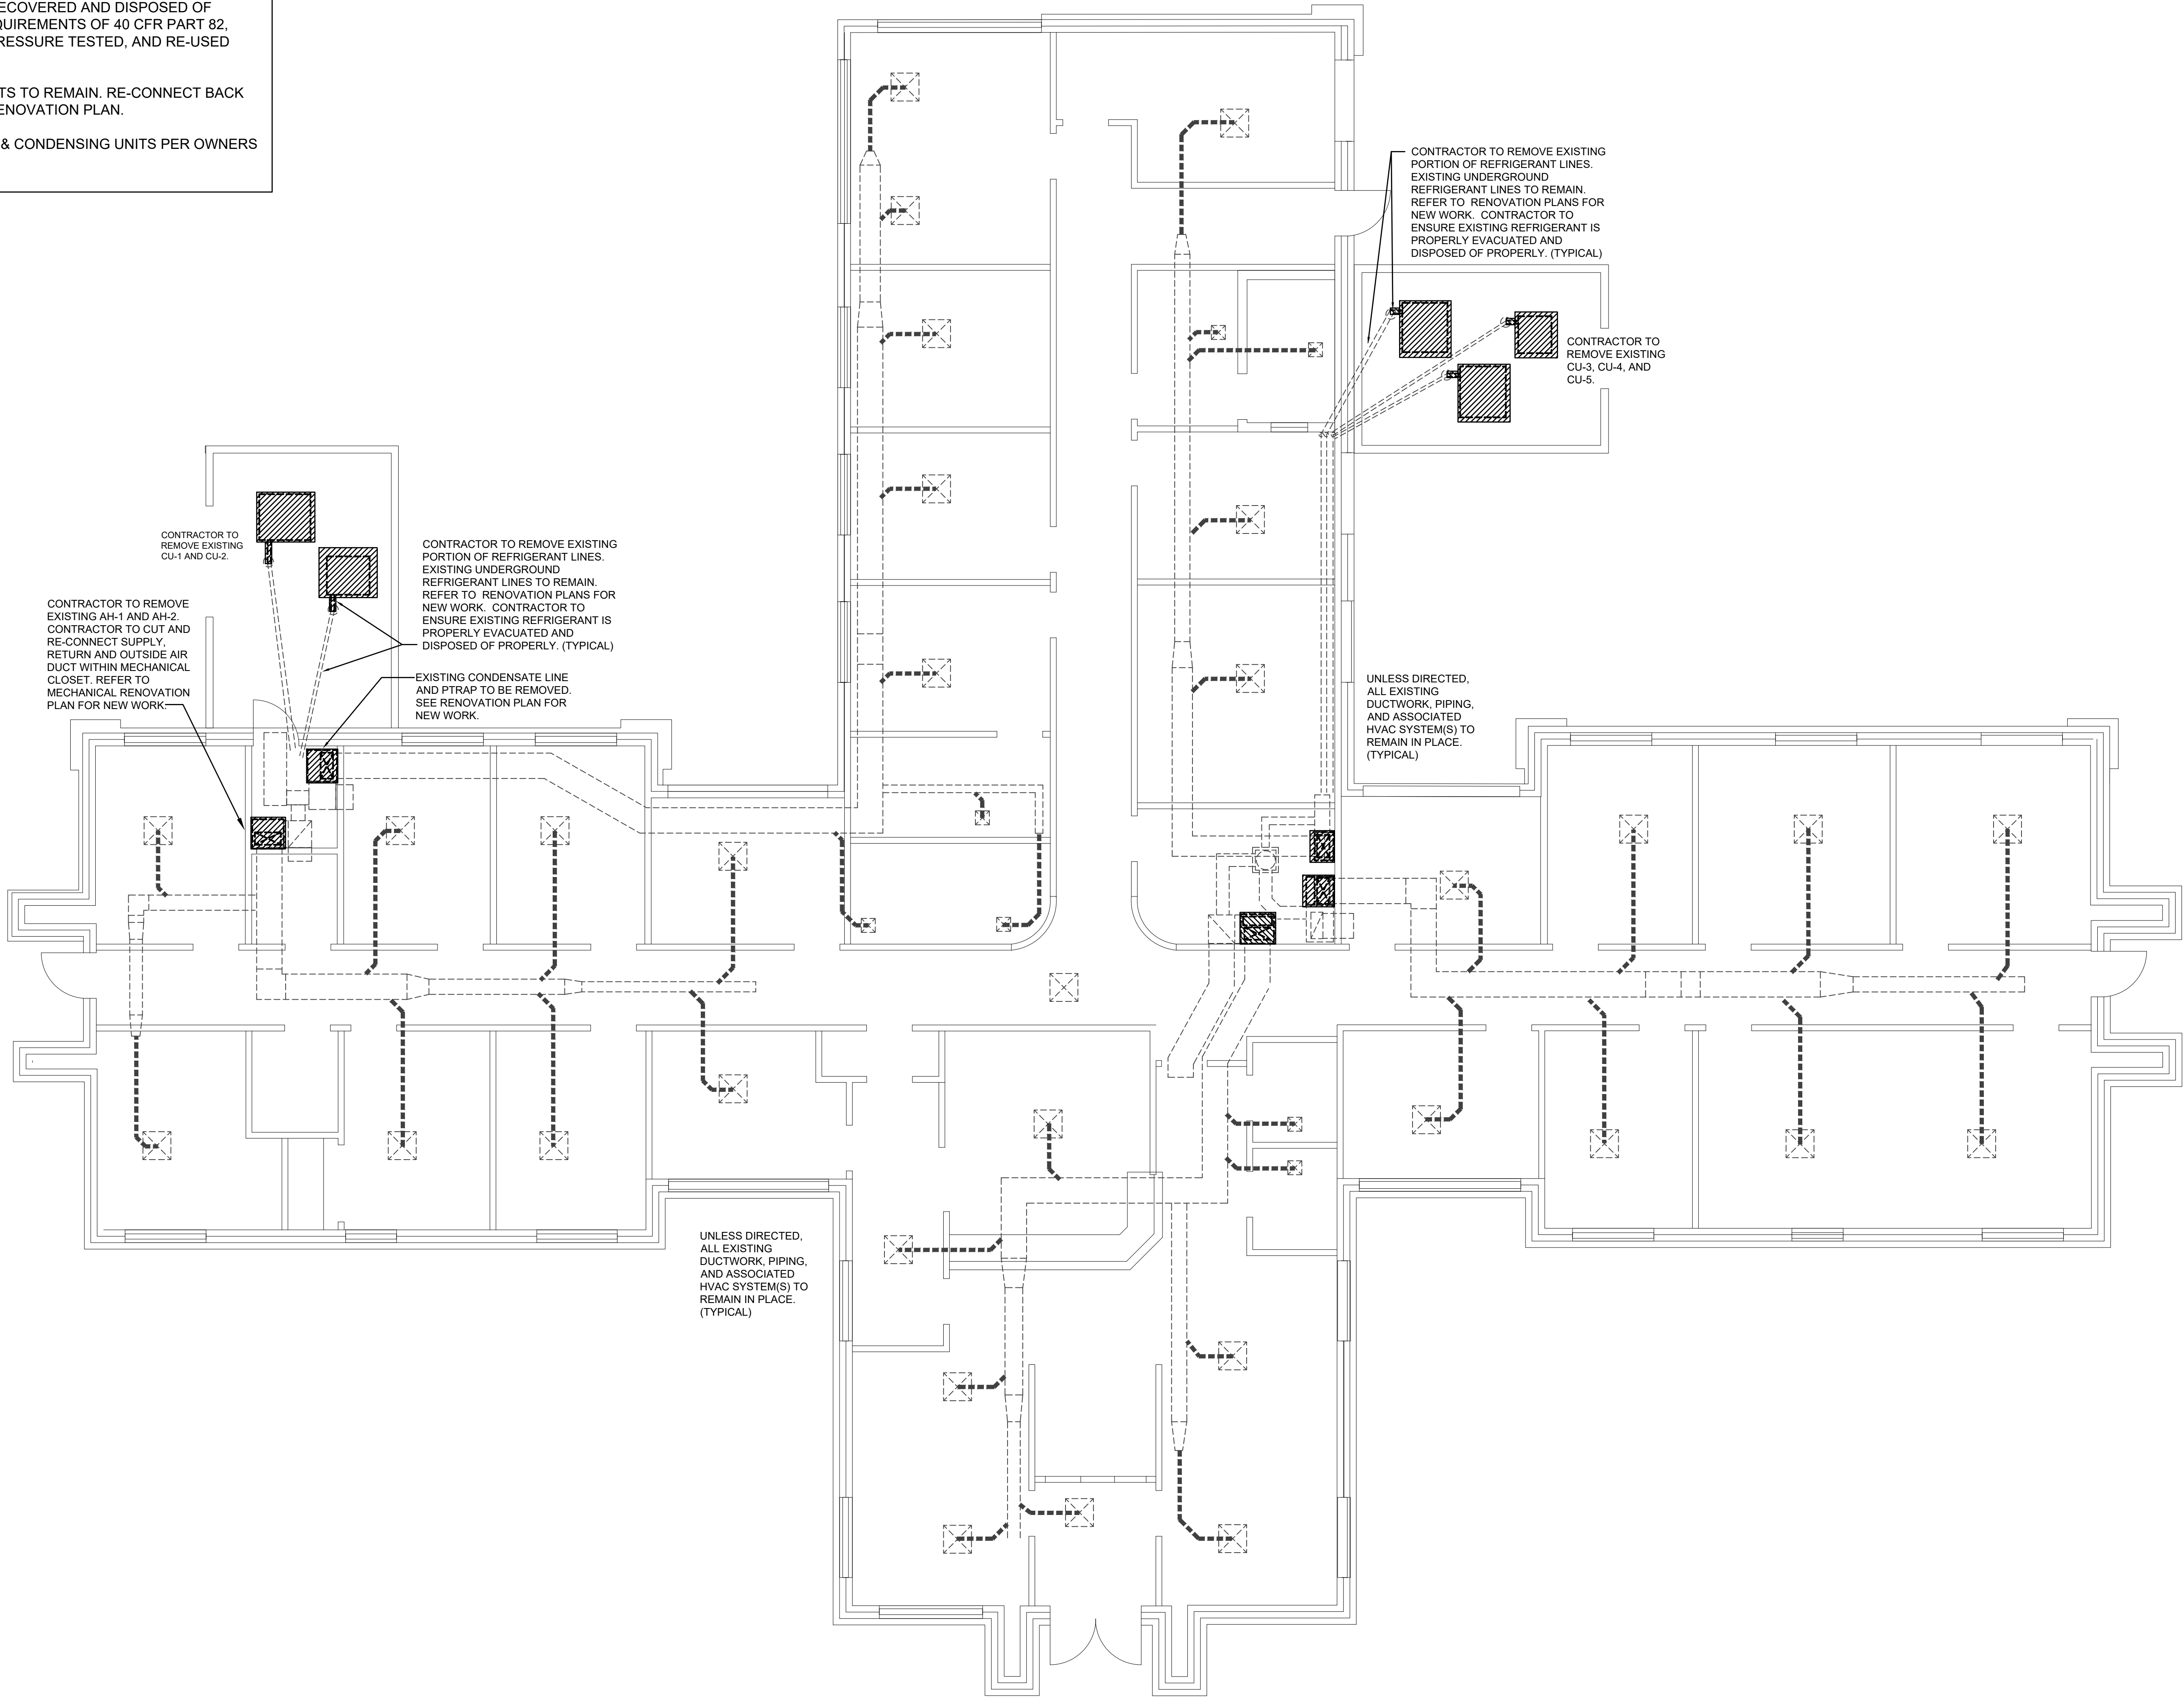 ECOVERED AND DISPOSED OF
QUIREMENTS OF 40 CFR PART 82,
RESSURE TESTED, AND RE-USED
TS TO REMAIN. RE-CONNECT BACK
ENOVATION PLAN.
& CONDENSING UNITS PER OWNERS
CONTRACTOR TO REMOVE EXISTING
PORTION OF REFRIGERANT LINES.
EXISTING UNDERGROUND
REFRIGERANT LINES TO REMAIN.
REFER TO RENOVATION PLANS FOR
NEW WORK. CONTRACTOR TO
ENSURE EXISTING REFRIGERANT IS
PROPERLY EVACUATED AND
DISPOSED OF PROPERLY. (TYPICAL)
CONTRACTOR TO
REMOVE EXISTING
CU-3, CU-4, AND
CU-5.
CONTRACTOR TO
REMOVE EXISTING
CU-1 AND CU-2.
CONTRACTOR TO REMOVE EXISTING
PORTION OF REFRIGERANT LINES.
EXISTING UNDERGROUND
REFRIGERANT LINES TO REMAIN.
REFER TO RENOVATION PLANS FOR
NEW WORK. CONTRACTOR TO
ENSURE EXISTING REFRIGERANT IS
PROPERLY EVACUATED AND
DISPOSED OF PROPERLY. (TYPICAL)
CONTRACTOR TO REMOVE
EXISTING AH-1 AND AH-2.
CONTRACTOR TO CUT AND
RE-CONNECT SUPPLY,
RETURN AND OUTSIDE AIR
DUCT WITHIN MECHANICAL
CLOSET. REFER TO
MECHANICAL RENOVATION
PLAN FOR NEW WORK.
EXISTING CONDENSATE LINE
AND PTRAP TO BE REMOVED.
SEE RENOVATION PLAN FOR
NEW WORK.
UNLESS DIRECTED,
ALL EXISTING
DUCTWORK, PIPING,
AND ASSOCIATED
HVAC SYSTEM(S) TO
REMAIN IN PLACE.
(TYPICAL)
UNLESS DIRECTED,
ALL EXISTING
DUCTWORK, PIPING,
AND ASSOCIATED
HVAC SYSTEM(S) TO
REMAIN IN PLACE.
(TYPICAL)